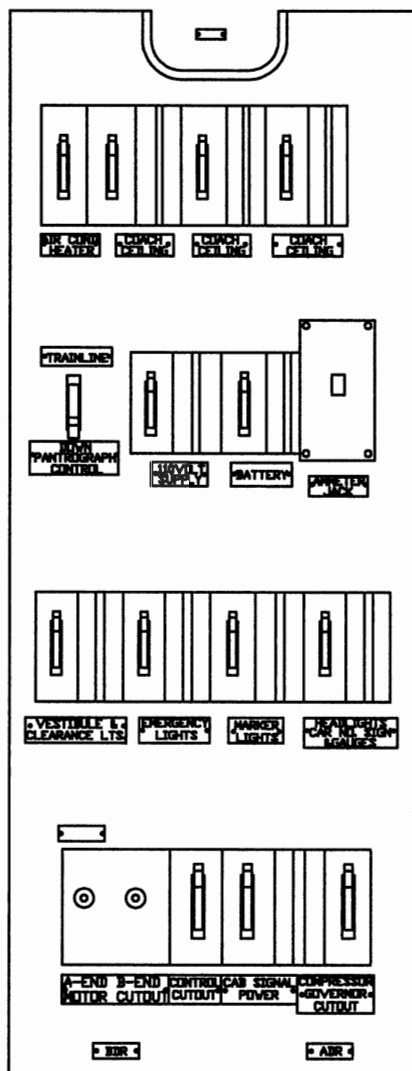 AIR COMP.
HEATER
COACH
CEILING
COACH
CEILING
COACH
CEILING
TRAINLINE
DOWN
PANTROGRAPH
CONTROL
110VOLT
SUPPLY
BATTERY
AMMETER
JACK
VESTIBULE &
CLEARANCE LTS.
EMERGENCY
LIGHTS
MARKER
LIGHTS
HEADLIGHTS
CAR NO. SIGN
&GAUGES
A-END B-END
MOTOR CUTOUT
CONTROL
CUTOUT
CAB SIGNAL
POWER
COMPRESSOR
GOVERNOR
CUTOUT
BDR
ADR